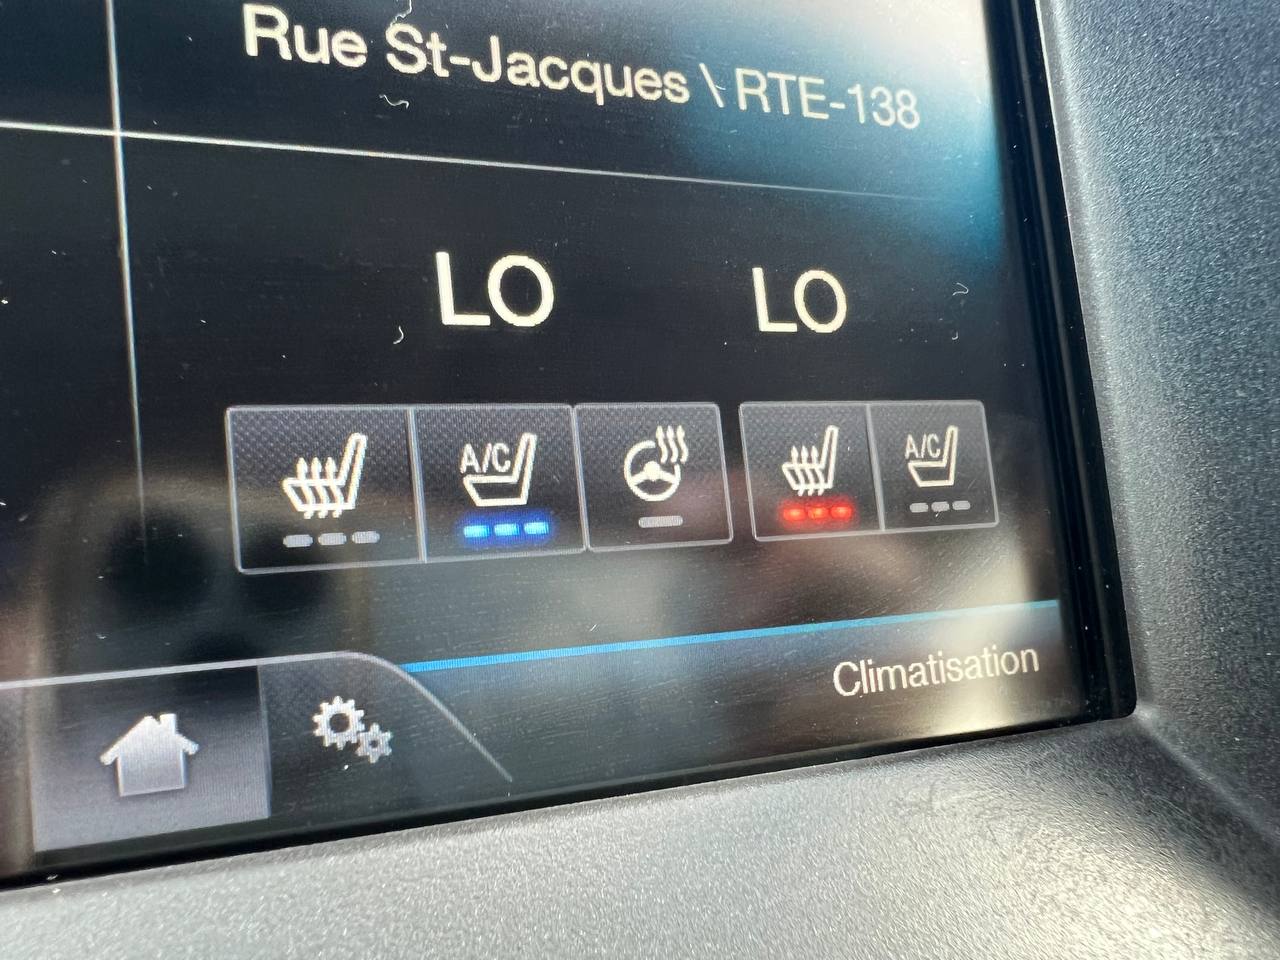 Rue St-Jacques \ RTE-138
LO LO
A/C A/C
Climatisation